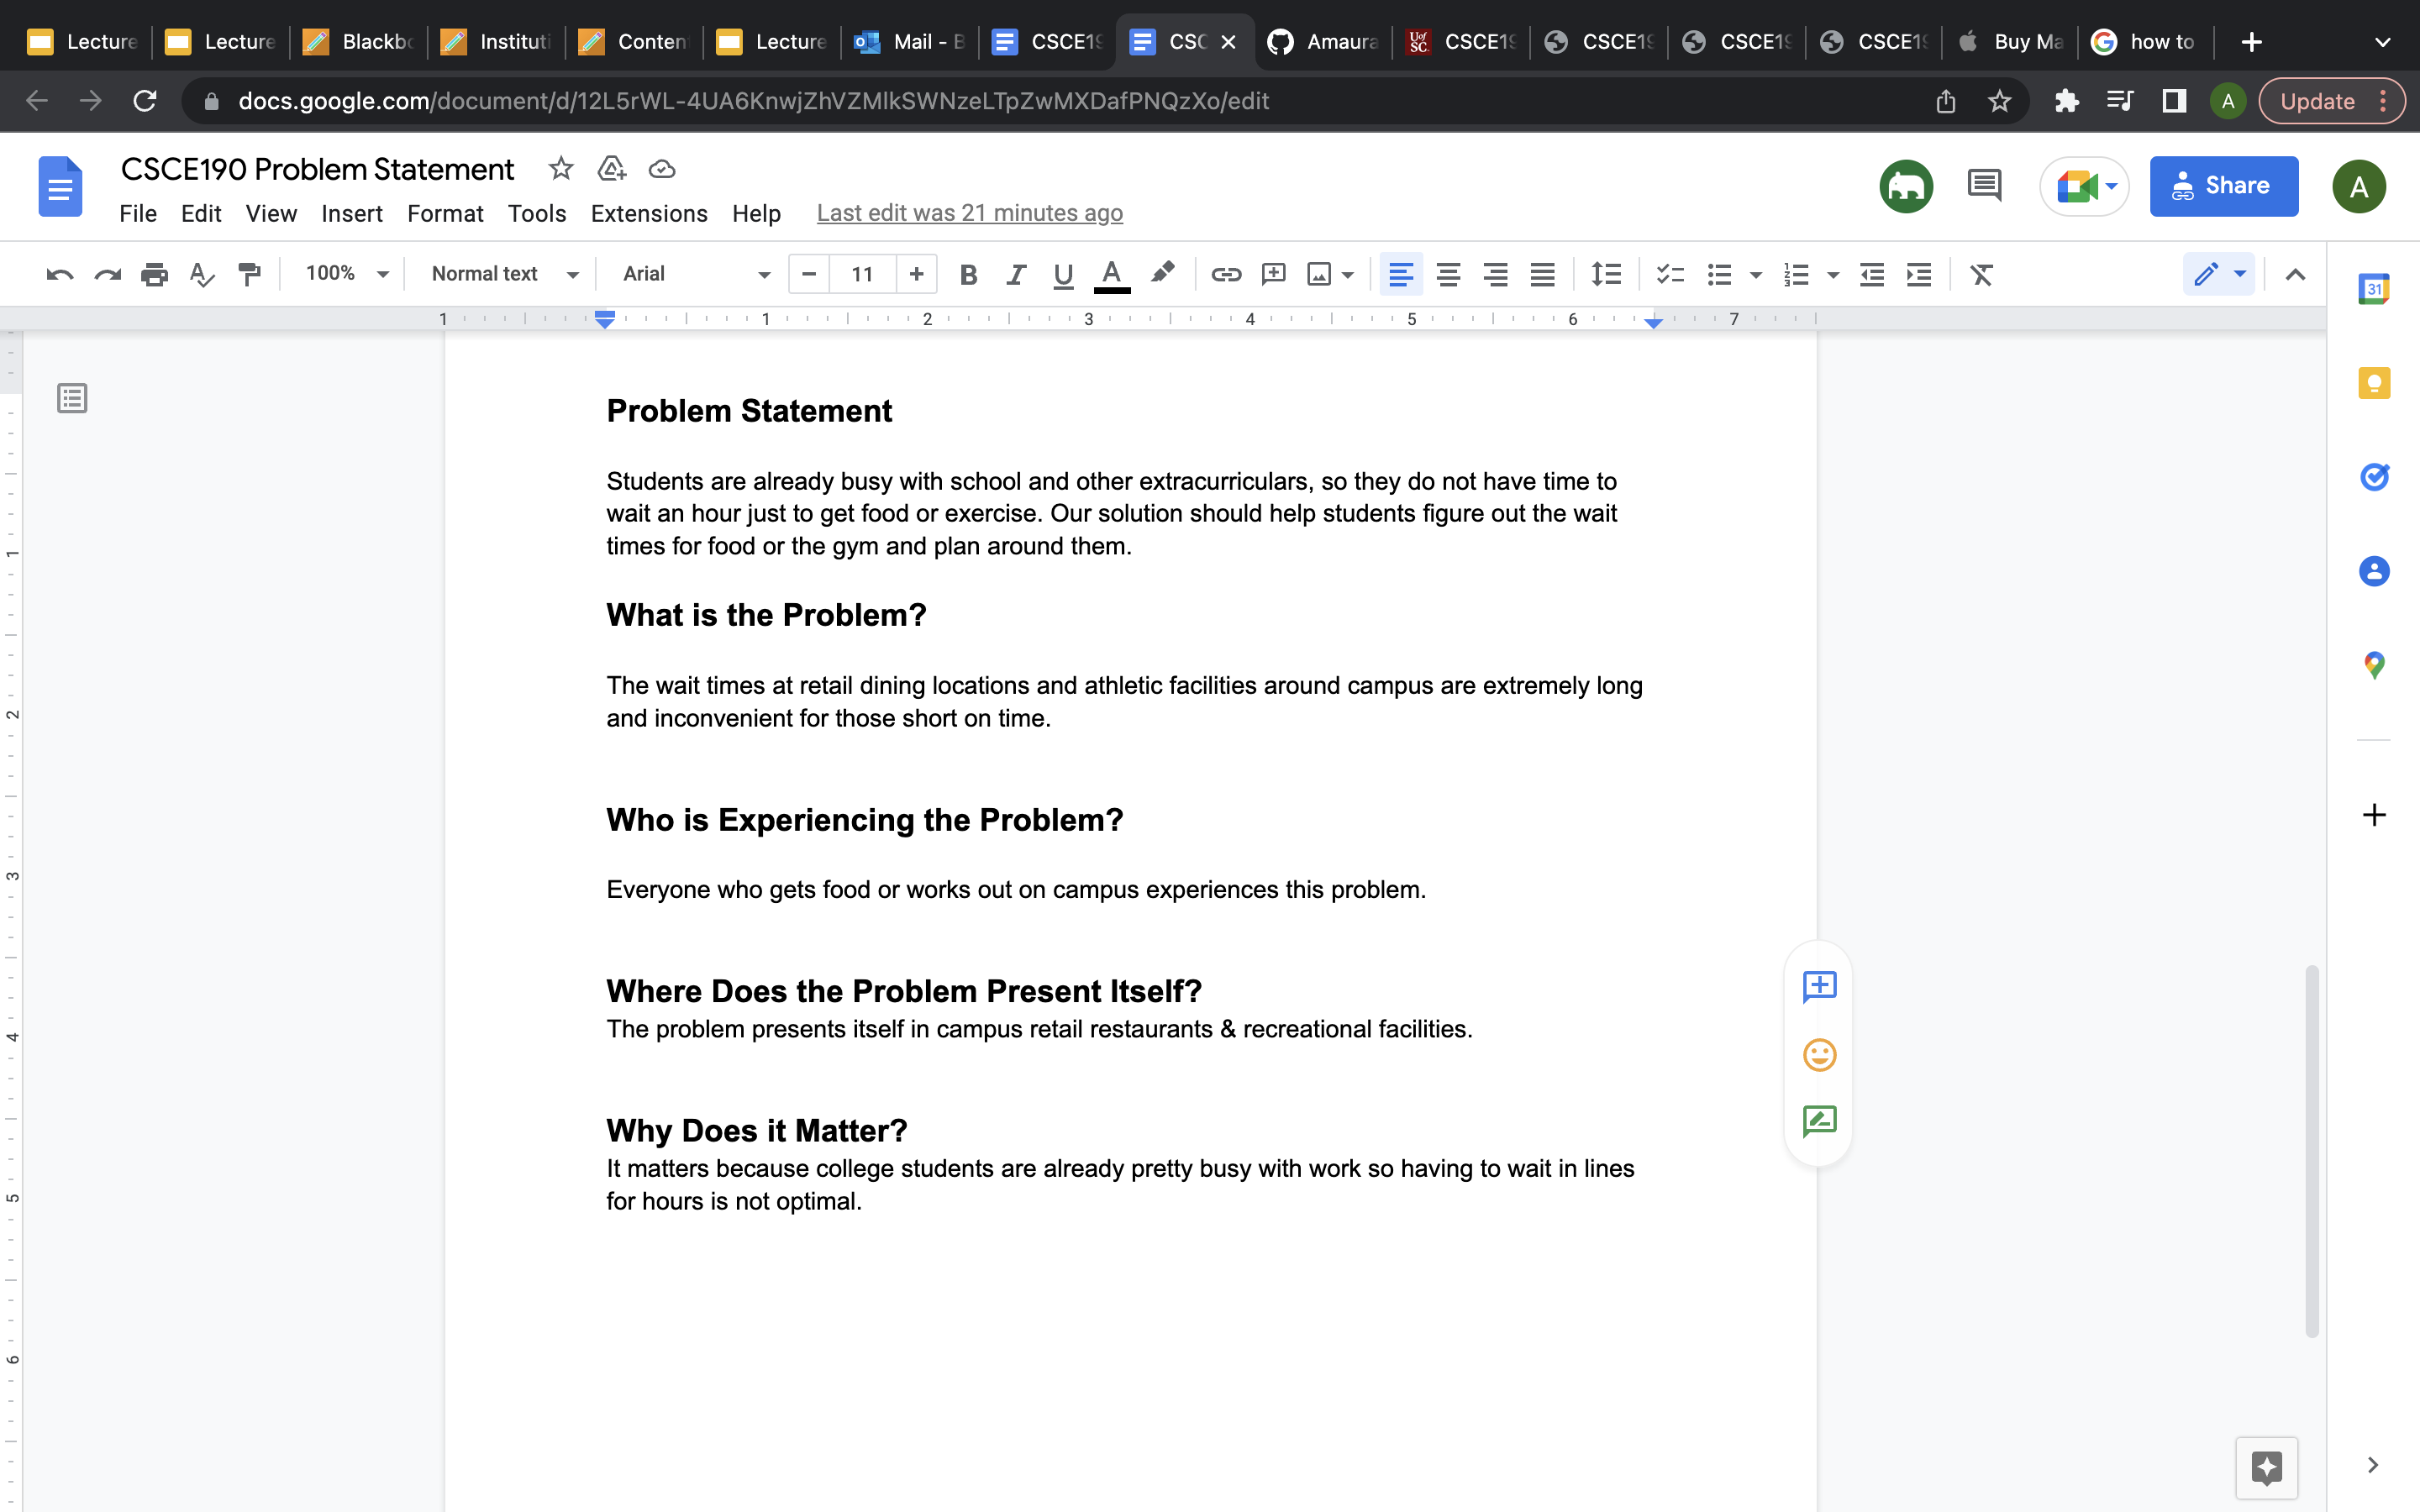 Lecture Lecture Blackbo Instituti Conten Lecture Mail - B CSCE19 CSC Amaura UofSC CSCE19 CSCE19 CSCE19 CSCE19 Buy Ma how to
docs.google.com/document/d/12L5rWL-4UA6KnwjZhVZMlkSWNzeLTpZwMXDafPNQzXo/edit A Update
CSCE190 Problem Statement
File Edit View Insert Format Tools Extensions Help Last edit was 21 minutes ago Share A
100% Normal text Arial 11 B I U A
31
1 1 2 3 4 5 6 7
Problem Statement
Students are already busy with school and other extracurriculars, so they do not have time to
wait an hour just to get food or exercise. Our solution should help students figure out the wait
times for food or the gym and plan around them.
What is the Problem?
The wait times at retail dining locations and athletic facilities around campus are extremely long
and inconvenient for those short on time.
Who is Experiencing the Problem?
Everyone who gets food or works out on campus experiences this problem.
Where Does the Problem Present Itself?
The problem presents itself in campus retail restaurants & recreational facilities.
Why Does it Matter?
It matters because college students are already pretty busy with work so having to wait in lines
for hours is not optimal.
1
2
3
4
5
6